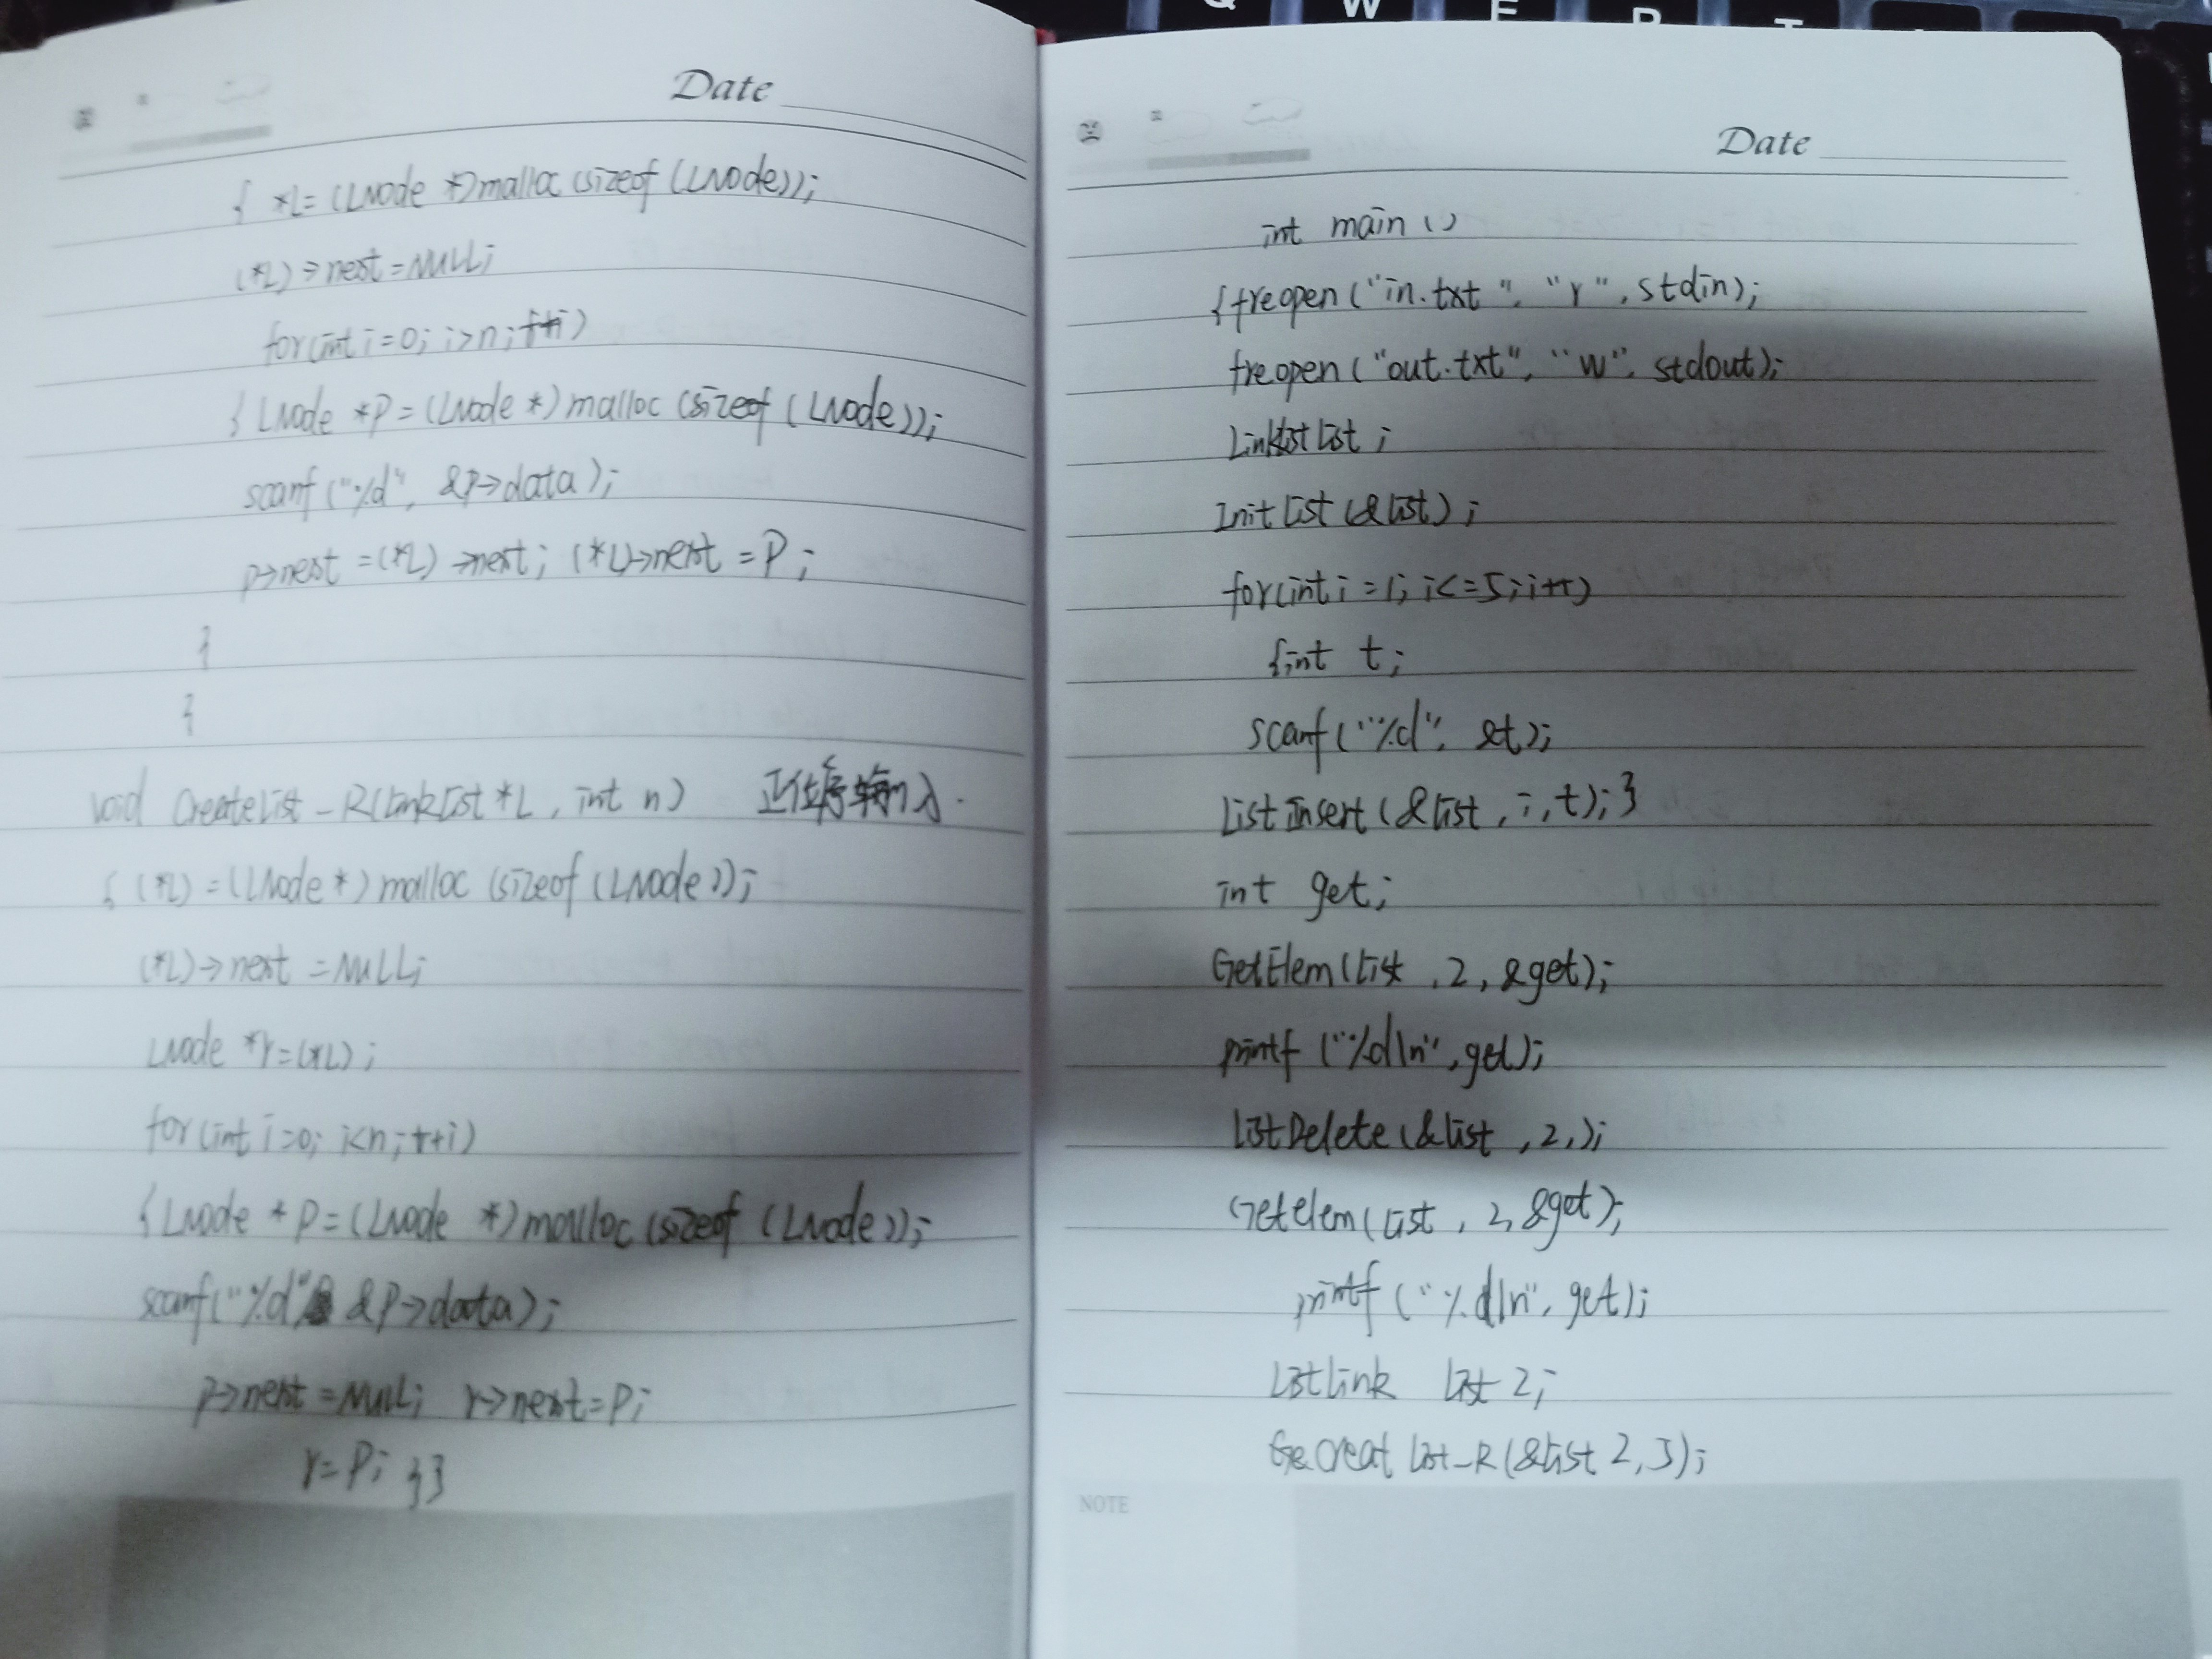 Q W E R T
Date
{ *L=(LNode *)malloc(sizeof(LNode));
(*L)→next=NULL;
for(int i=0; i>n; ++i)
{ LNode *P=(LNode *)malloc(sizeof(LNode));
scanf("%d", &P→data);
p→next=(*L)→next; (*L)→next=P;
}
}
void CreateList_R(LinkList *L, int n) 正位序输入.
{ (*L)=(LNode*)malloc(sizeof(LNode));
(*L)→next=NULL;
LNode *r=(*L);
for(int i=0; i<n; ++i)
{ LNode *P=(LNode *)malloc(sizeof(LNode));
scanf("%d" &P→data);
p→next=NULL; r→next=P;
r=P; }}
Date
int main()
{freopen("in.txt", "r", stdin);
freopen("out.txt", "w", stdout);
LinkList list;
InitList(&list);
for(int i=1; i<=5; i++)
{int t;
scanf("%d", &t);
ListInsert(&list, i, t); }
int get;
GetElem(list, 2, &get);
printf("%d\n", get);
ListDelete(&list, 2,);
Getelem(list, 2, &get);
printf("%d\n", get);
ListLink list2;
CreatList_R(&list2, 3);
NOTE